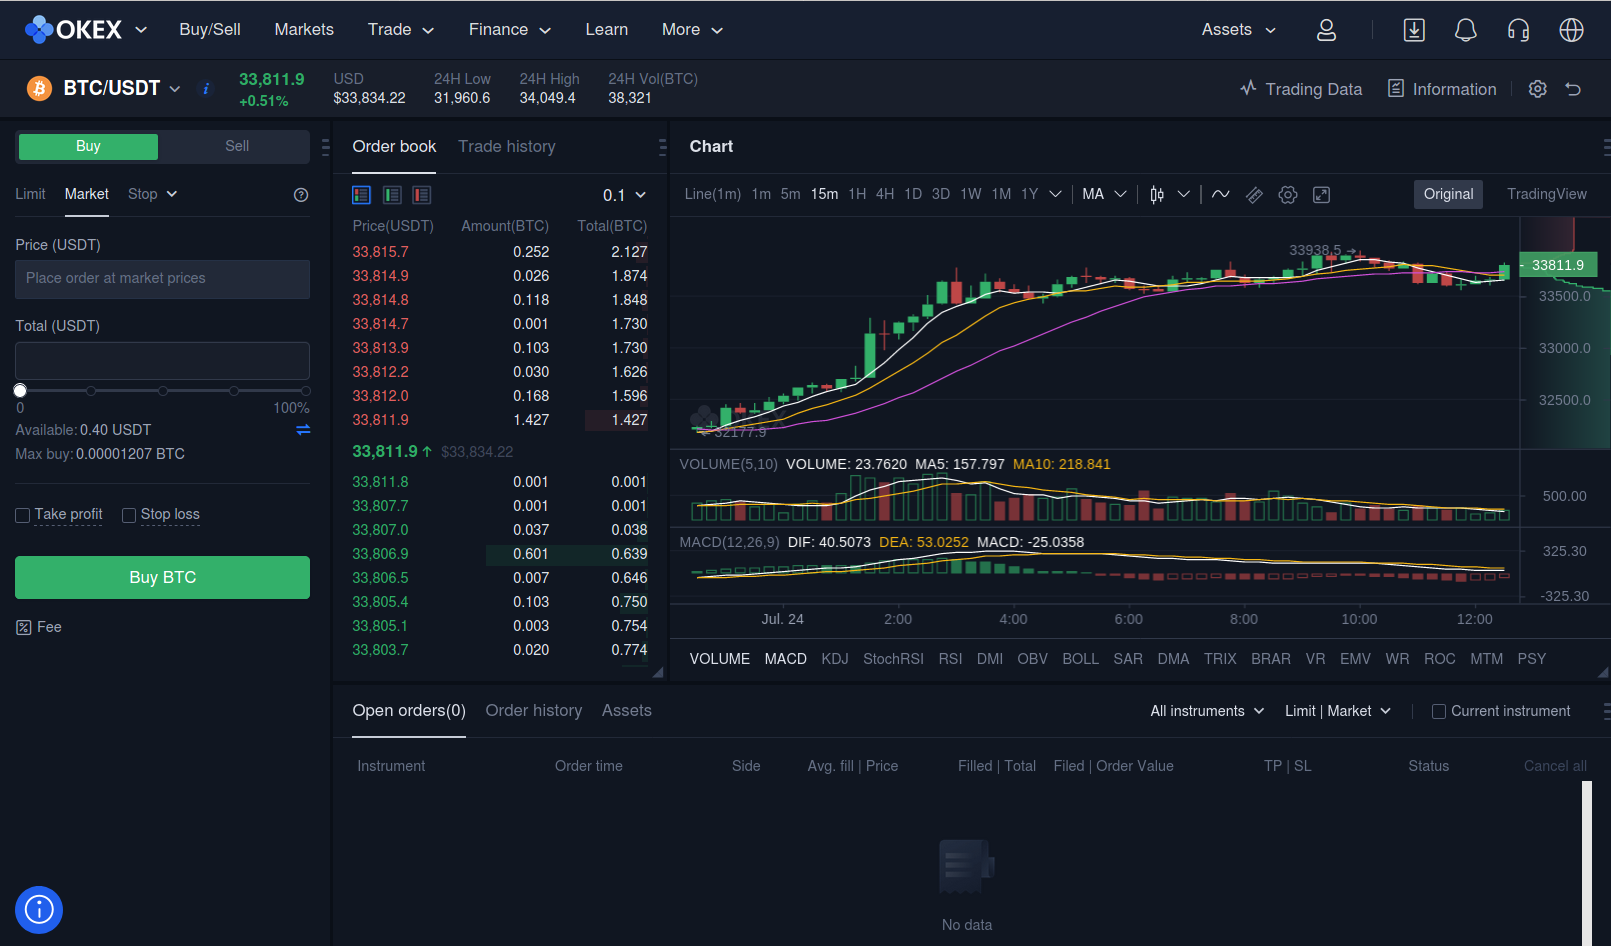 OKEX Buy/Sell Markets Trade Finance Learn More Assets
BTC/USDT i 33,811.9 +0.51% USD $33,834.22 24H Low 31,960.6 24H High 34,049.4 24H Vol(BTC) 38,321 Trading Data Information
Buy Sell
Limit Market Stop ?
Price (USDT)
Place order at market prices
Total (USDT)
0 100%
Available: 0.40 USDT
Max buy: 0.00001207 BTC
Take profit Stop loss
Buy BTC
Fee
Order book Trade history
0.1
Price(USDT) Amount(BTC) Total(BTC)
33,815.7 0.252 2.127
33,814.9 0.026 1.874
33,814.8 0.118 1.848
33,814.7 0.001 1.730
33,813.9 0.103 1.730
33,812.2 0.030 1.626
33,812.0 0.168 1.596
33,811.9 1.427 1.427
33,811.9↑ $33,834.22
33,811.8 0.001 0.001
33,807.7 0.001 0.001
33,807.0 0.037 0.038
33,806.9 0.601 0.639
33,806.5 0.007 0.646
33,805.4 0.103 0.750
33,805.1 0.003 0.754
33,803.7 0.020 0.774
Chart
Line(1m) 1m 5m 15m 1H 4H 1D 3D 1W 1M 1Y MA Original TradingView
33938.5→
33811.9
33500.0
33000.0
32500.0
←32177.9
VOLUME(5,10) VOLUME: 23.7620 MA5: 157.797 MA10: 218.841
500.00
MACD(12,26,9) DIF: 40.5073 DEA: 53.0252 MACD: -25.0358
325.30
-325.30
Jul. 24 2:00 4:00 6:00 8:00 10:00 12:00
VOLUME MACD KDJ StochRSI RSI DMI OBV BOLL SAR DMA TRIX BRAR VR EMV WR ROC MTM PSY
Open orders(0) Order history Assets All instruments Limit | Market Current instrument
Instrument Order time Side Avg. fill | Price Filled | Total Filed | Order Value TP | SL Status Cancel all
No data